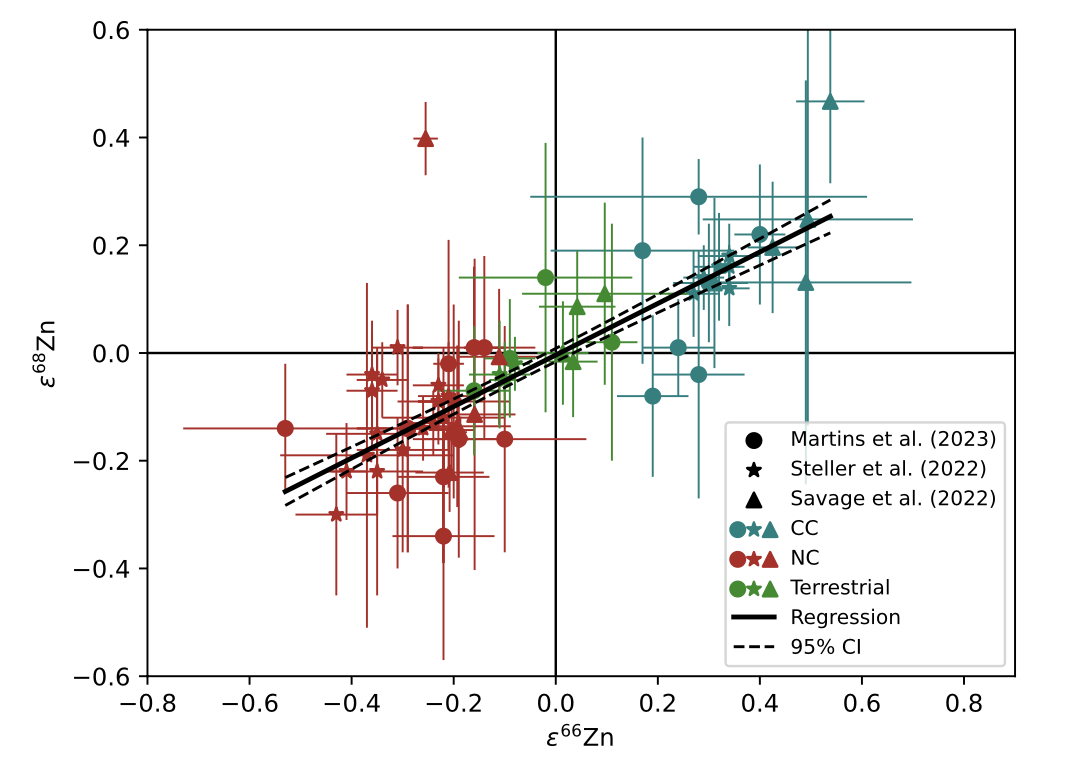 0.6
0.4
0.2
0.0
−0.2
−0.4
−0.6
ε⁶⁸Zn
−0.8 −0.6 −0.4 −0.2 0.0 0.2 0.4 0.6 0.8
ε⁶⁶Zn
Martins et al. (2023)
Steller et al. (2022)
Savage et al. (2022)
CC
NC
Terrestrial
Regression
95% CI